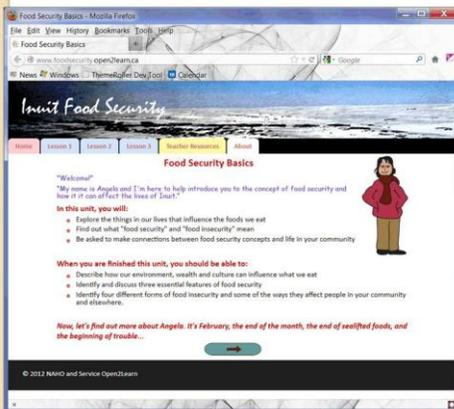 Food Security Basics - Mozilla Firefox
File Edit View History Bookmarks Tools Help
Food Security Basics
www.foodsecurity.open2learn.ca
Google
News Windows ThemeRoller Dev Tool Calendar
Inuit Food Security
Home Lesson 1 Lesson 2 Lesson 3 Teacher Resources About
Food Security Basics
"Welcome!"
"My name is Angela and I'm here to help introduce you to the concept of food security and
how it it can affect the lives of Inuit."
In this unit, you will:
Explore the things in our lives that influence the foods we eat
Find out what "food security" and "food insecurity" mean
Be asked to make connections between food security concepts and life in your community
When you are finished this unit, you should be able to:
Describe how our environment, wealth and culture can influence what we eat
Identify and discuss three essential features of food security
Identify four different forms of food insecurity and some of the ways they affect people in your community
and elsewhere.
Now, let's find out more about Angela. It's February, the end of the month, the end of sealifted foods, and
the beginning of trouble...
© 2012 NAHO and Service Open2Learn